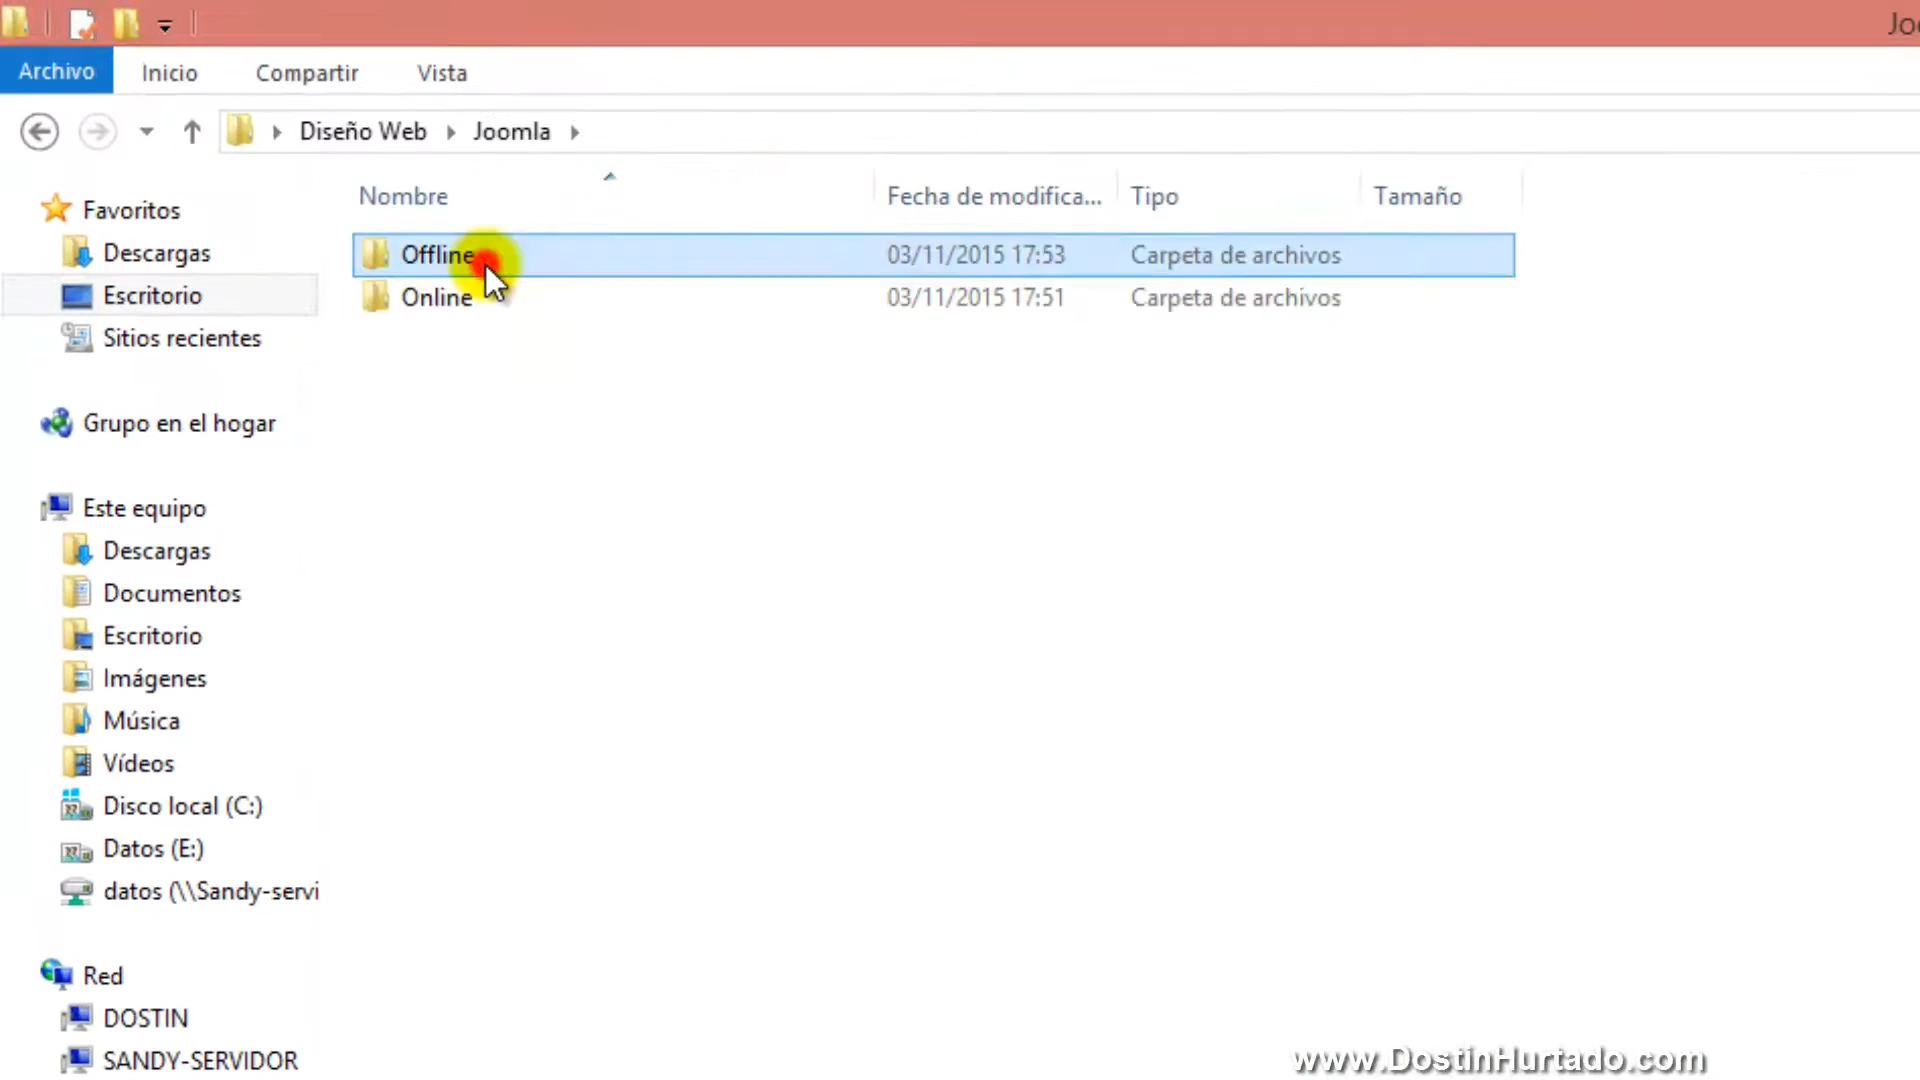 Joo
Archivo Inicio Compartir Vista
Diseño Web Joomla
Nombre Fecha de modifica... Tipo Tamaño
Offline 03/11/2015 17:53 Carpeta de archivos
Online 03/11/2015 17:51 Carpeta de archivos
Favoritos
Descargas
Escritorio
Sitios recientes
Grupo en el hogar
Este equipo
Descargas
Documentos
Escritorio
Imágenes
Música
Vídeos
Disco local (C:)
Datos (E:)
datos (\\Sandy-servi
Red
DOSTIN
SANDY-SERVIDOR
www.DostinHurtado.com